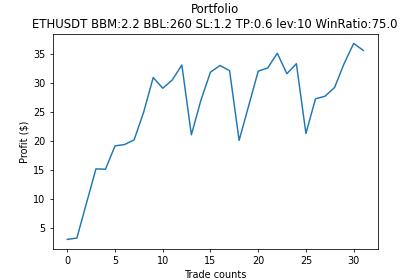 Portfolio
ETHUSDT BBM:2.2 BBL:260 SL:1.2 TP:0.6 lev:10 WinRatio:75.0
35
30
25
20
15
10
5
Profit ($)
0 5 10 15 20 25 30
Trade counts